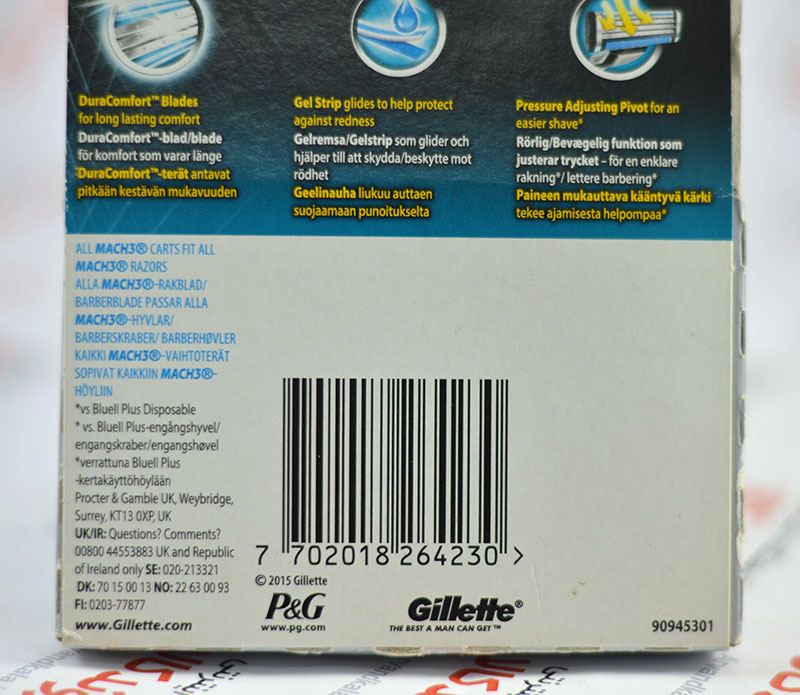 DuraComfort™ Blades
for long lasting comfort
DuraComfort™-blad/blade
för komfort som varar länge
DuraComfort™-terät antavat
pitkään kestävän mukavuuden
Gel Strip glides to help protect
against redness
Gelremsa/Gelstrip som glider och
hjälper till att skydda/beskytte mot
rödhet
Geelinauha liukuu auttaen
suojaamaan punoitukselta
Pressure Adjusting Pivot for an
easier shave*
Rörlig/Bevægelig funktion som
justerar trycket – för en enklare
rakning*/ lettere barbering*
Paineen mukauttava kääntyvä kärki
tekee ajamisesta helpompaa*
ALL MACH3® CARTS FIT ALL
MACH3® RAZORS
ALLA MACH3®-RAKBLAD/
BARBERBLADE PASSAR ALLA
MACH3®-HYVLAR/
BARBERSKRABER/ BARBERHØVLER
KAIKKI MACH3®-VAIHTOTERÄT
SOPIVAT KAIKKIIN MACH3®-
HÖYLIIN
*vs BlueII Plus Disposable
* vs. BlueII Plus-engångshyvel/
engangskraber/engangshøvel
*verrattuna BlueII Plus
-kertakäyttöhöylään
Procter & Gamble UK, Weybridge,
Surrey, KT13 0XP, UK
UK/IR: Questions? Comments?
00800 44553883 UK and Republic
of Ireland only SE: 020-213321
DK: 70 15 00 13 NO: 22 63 00 93
FI: 0203-77877
www.Gillette.com
7 702018 264230 >
© 2015 Gillette
P&G
www.pg.com
Gillette®
THE BEST A MAN CAN GET™
90945301